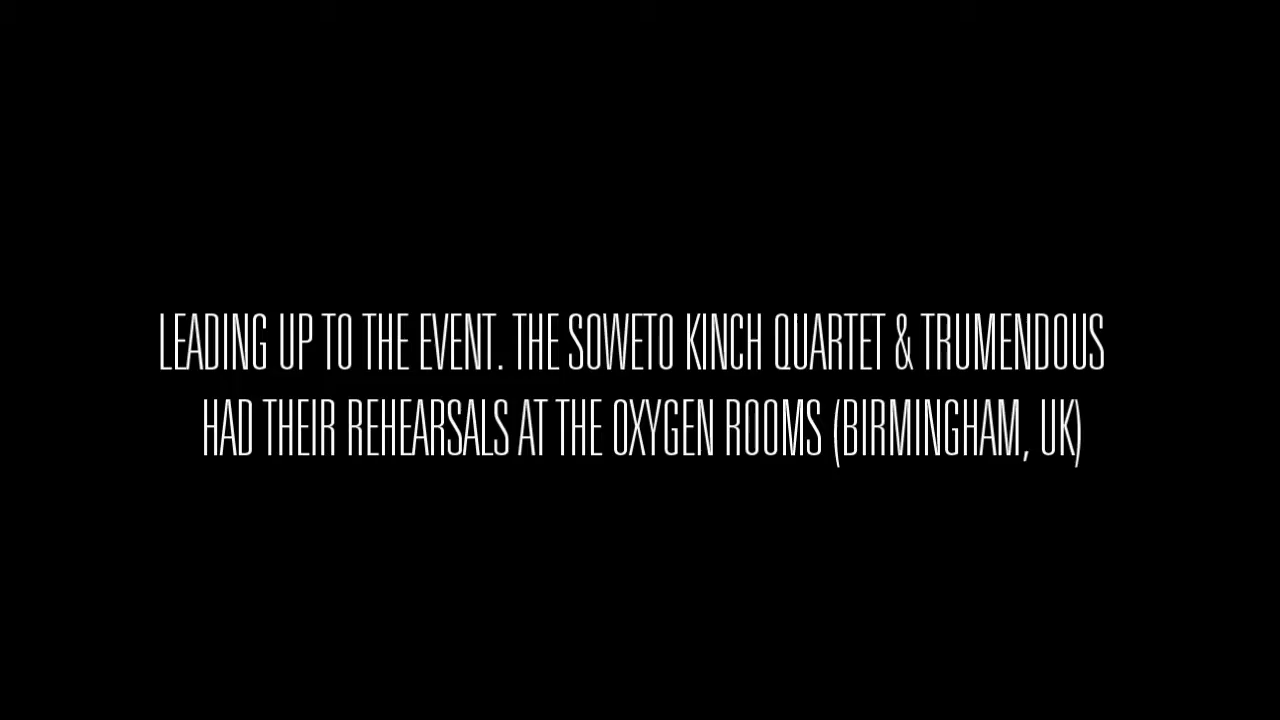 LEADING UP TO THE EVENT. THE SOWETO KINCH QUARTET & TRUMENDOUS
HAD THEIR REHEARSALS AT THE OXYGEN ROOMS (BIRMINGHAM, UK)